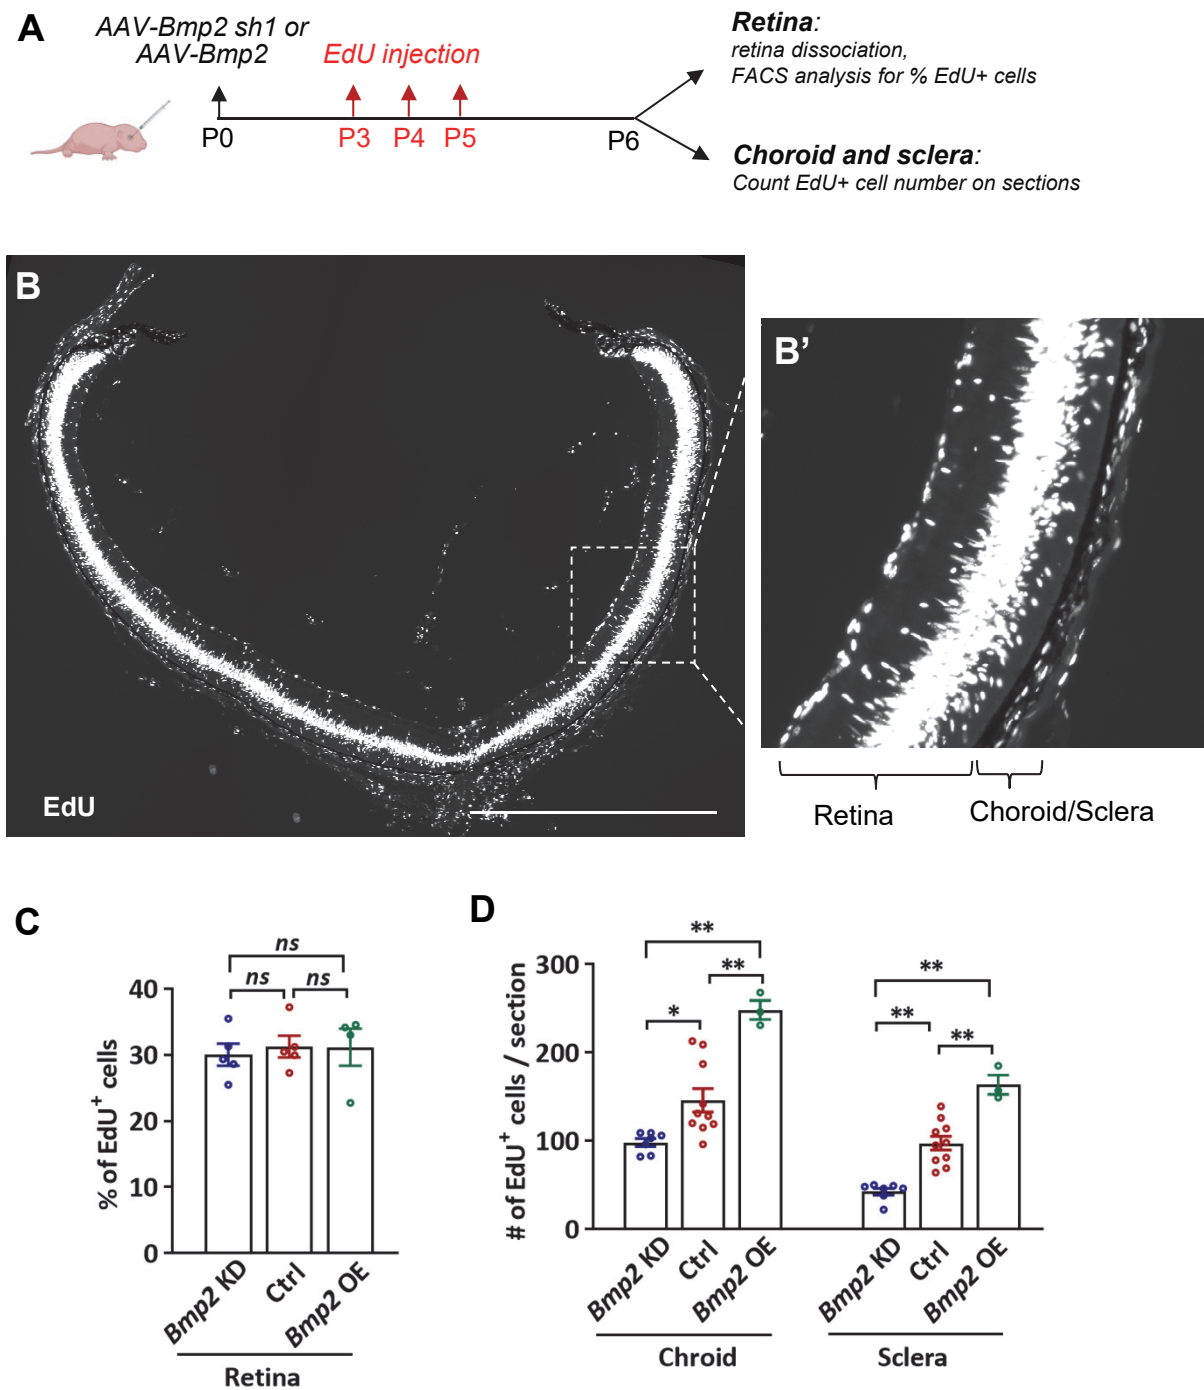 A
AAV-Bmp2 sh1 or
AAV-Bmp2
EdU injection
P0
P3
P4
P5
P6
Retina:
retina dissociation,
FACS analysis for % EdU+ cells
Choroid and sclera:
Count EdU+ cell number on sections
B
EdU
B’
Retina
Choroid/Sclera
C
% of EdU+ cells
40
30
20
10
0
ns
ns
ns
Bmp2 KD
Ctrl
Bmp2 OE
Retina
D
# of EdU+ cells / section
300
200
100
0
**
**
*
**
**
**
Bmp2 KD
Ctrl
Bmp2 OE
Bmp2 KD
Ctrl
Bmp2 OE
Chroid
Sclera